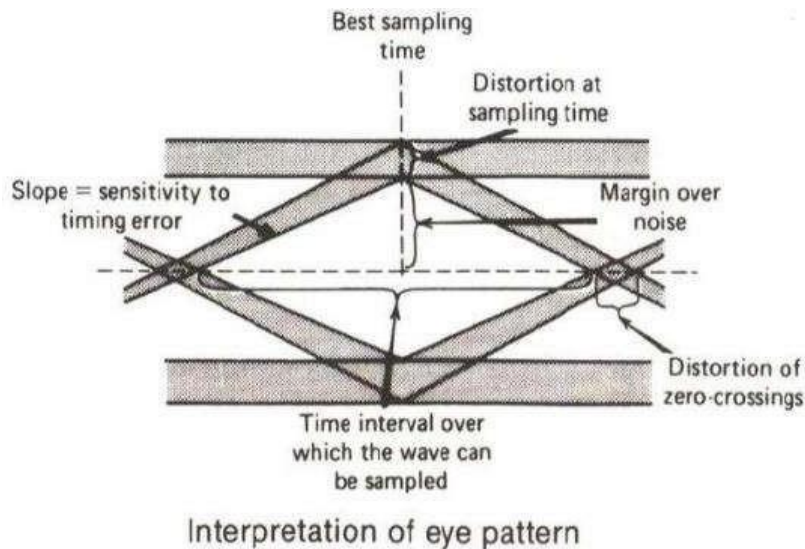 Best sampling
time
Distortion at
sampling time
Slope = sensitivity to
timing error
Margin over
noise
Distortion of
zero-crossings
Time interval over
which the wave can
be sampled
Interpretation of eye pattern